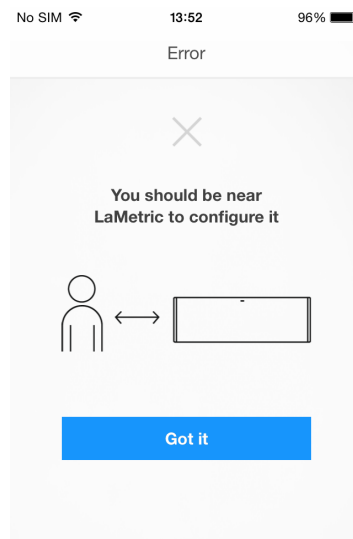 No SIM 13:52 96%
Error
You should be near
LaMetric to configure it
Got it